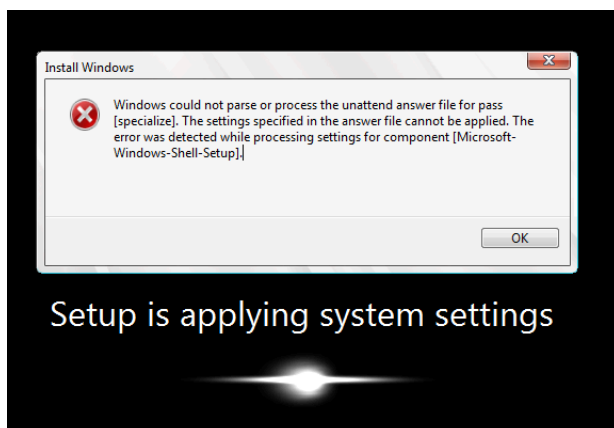 Install Windows
Windows could not parse or process the unattend answer file for pass
[specialize]. The settings specified in the answer file cannot be applied. The
error was detected while processing settings for component [Microsoft-
Windows-Shell-Setup].
OK
Setup is applying system settings